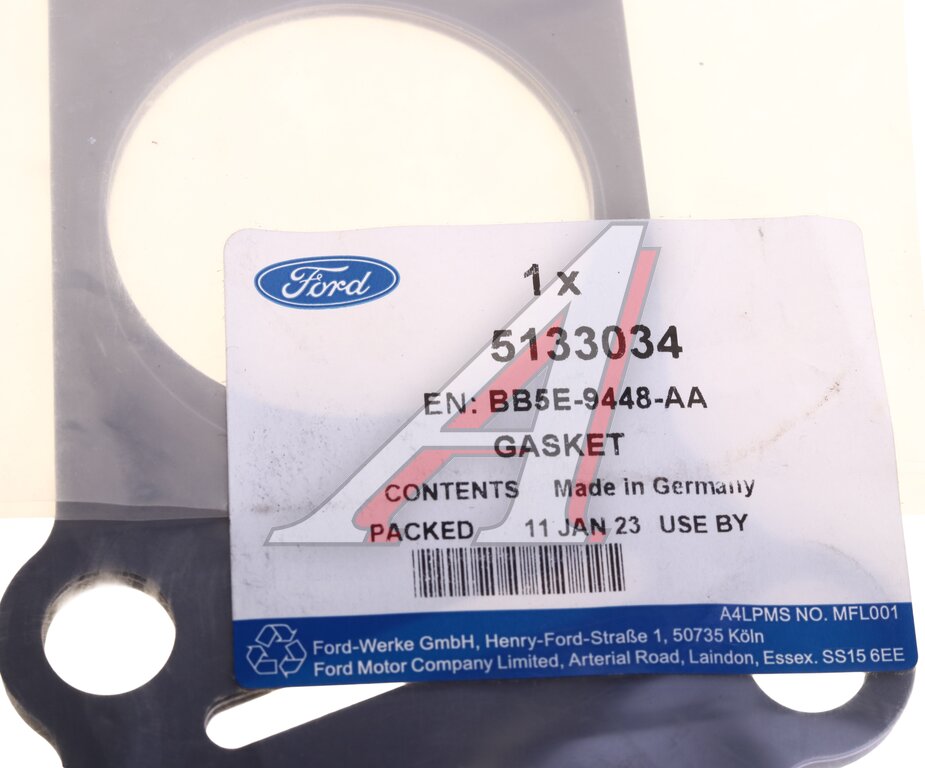 Ford
1 x
5133034
EN: BB5E-9448-AA
GASKET
CONTENTS Made in Germany
PACKED 11 JAN 23 USE BY
A4LPMS NO. MFL001
Ford-Werke GmbH, Henry-Ford-Straße 1, 50735 Köln
Ford Motor Company Limited, Arterial Road, Laindon, Essex. SS15 6EE